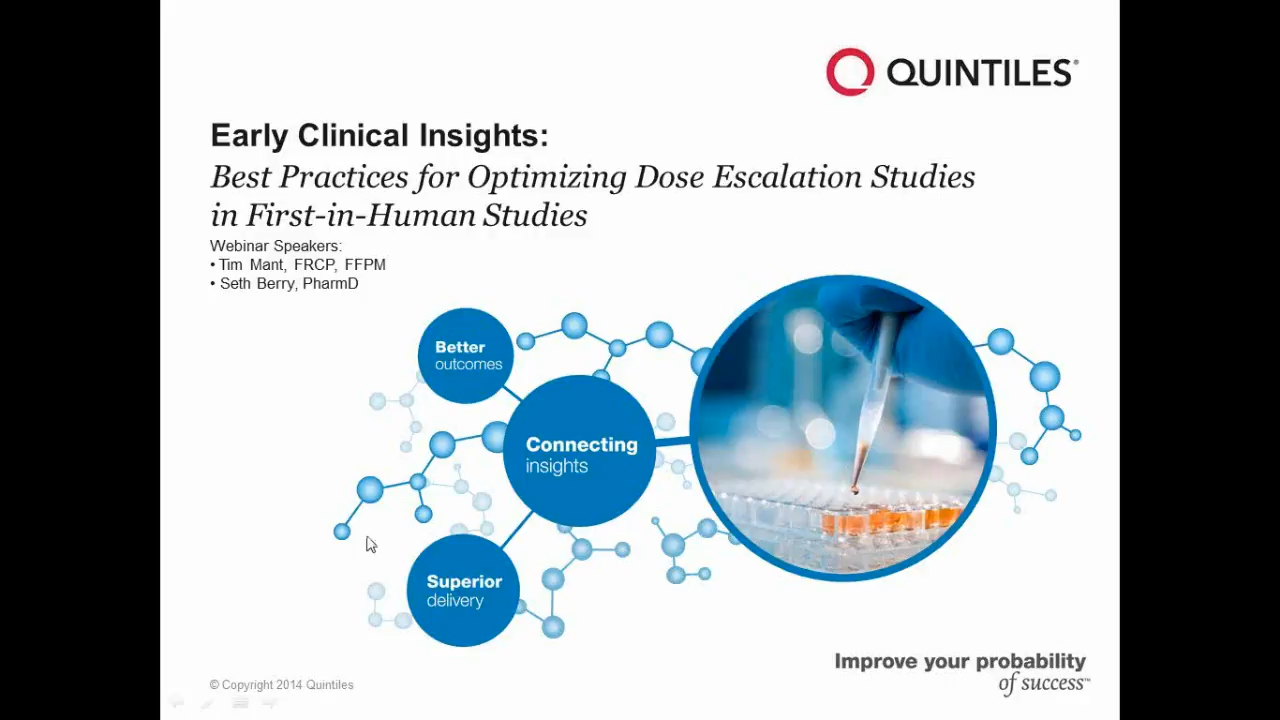 QUINTILES®
Early Clinical Insights:
Best Practices for Optimizing Dose Escalation Studies
in First-in-Human Studies
Webinar Speakers:
• Tim Mant, FRCP, FFPM
• Seth Berry, PharmD
Better
outcomes
Connecting
insights
Superior
delivery
Improve your probability
of success™
© Copyright 2014 Quintiles